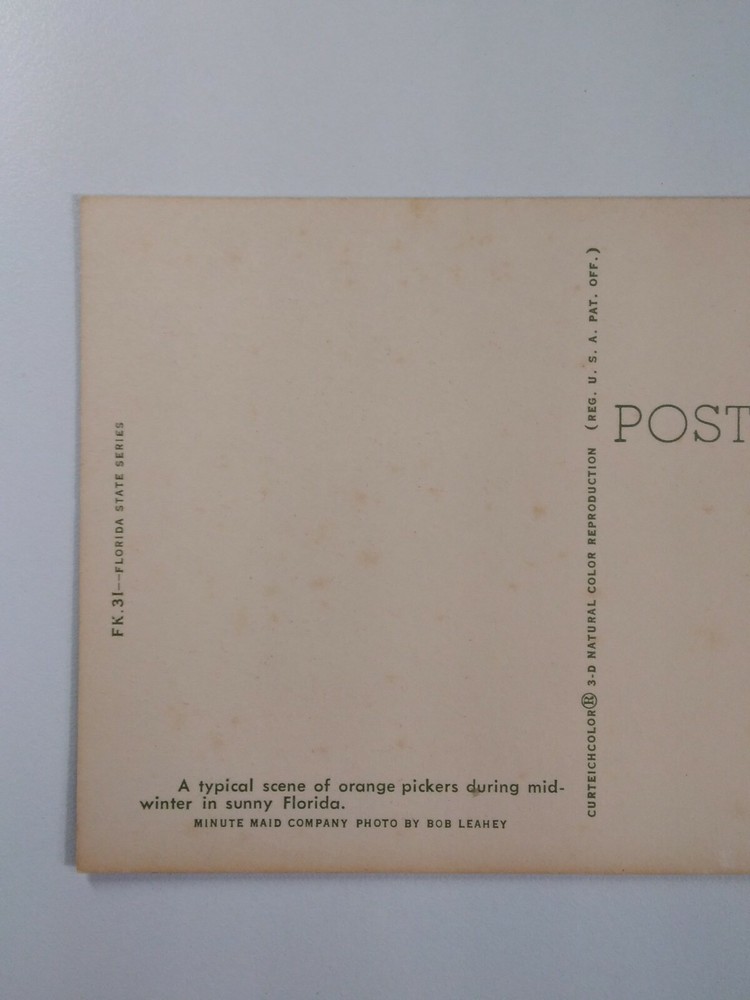 FK.31--FLORIDA STATE SERIES
A typical scene of orange pickers during mid-
winter in sunny Florida.
MINUTE MAID COMPANY PHOTO BY BOB LEAHEY
CURTEICHCOLOR® 3-D NATURAL COLOR REPRODUCTION (REG. U. S. A. PAT. OFF.)
POST